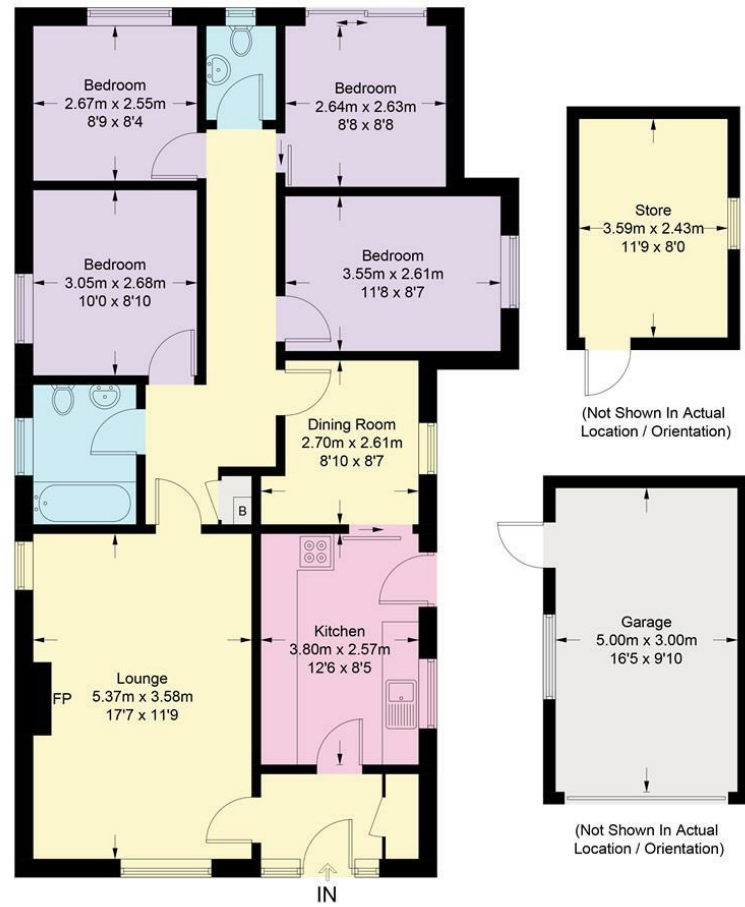 Bedroom
2.67m x 2.55m
8'9 x 8'4
Bedroom
2.64m x 2.63m
8'8 x 8'8
Bedroom
3.05m x 2.68m
10'0 x 8'10
Bedroom
3.55m x 2.61m
11'8 x 8'7
Store
3.59m x 2.43m
11'9 x 8'0
(Not Shown In Actual
Location / Orientation)
Dining Room
2.70m x 2.61m
8'10 x 8'7
B
Lounge
5.37m x 3.58m
17'7 x 11'9
FP
Kitchen
3.80m x 2.57m
12'6 x 8'5
Garage
5.00m x 3.00m
16'5 x 9'10
(Not Shown In Actual
Location / Orientation)
IN